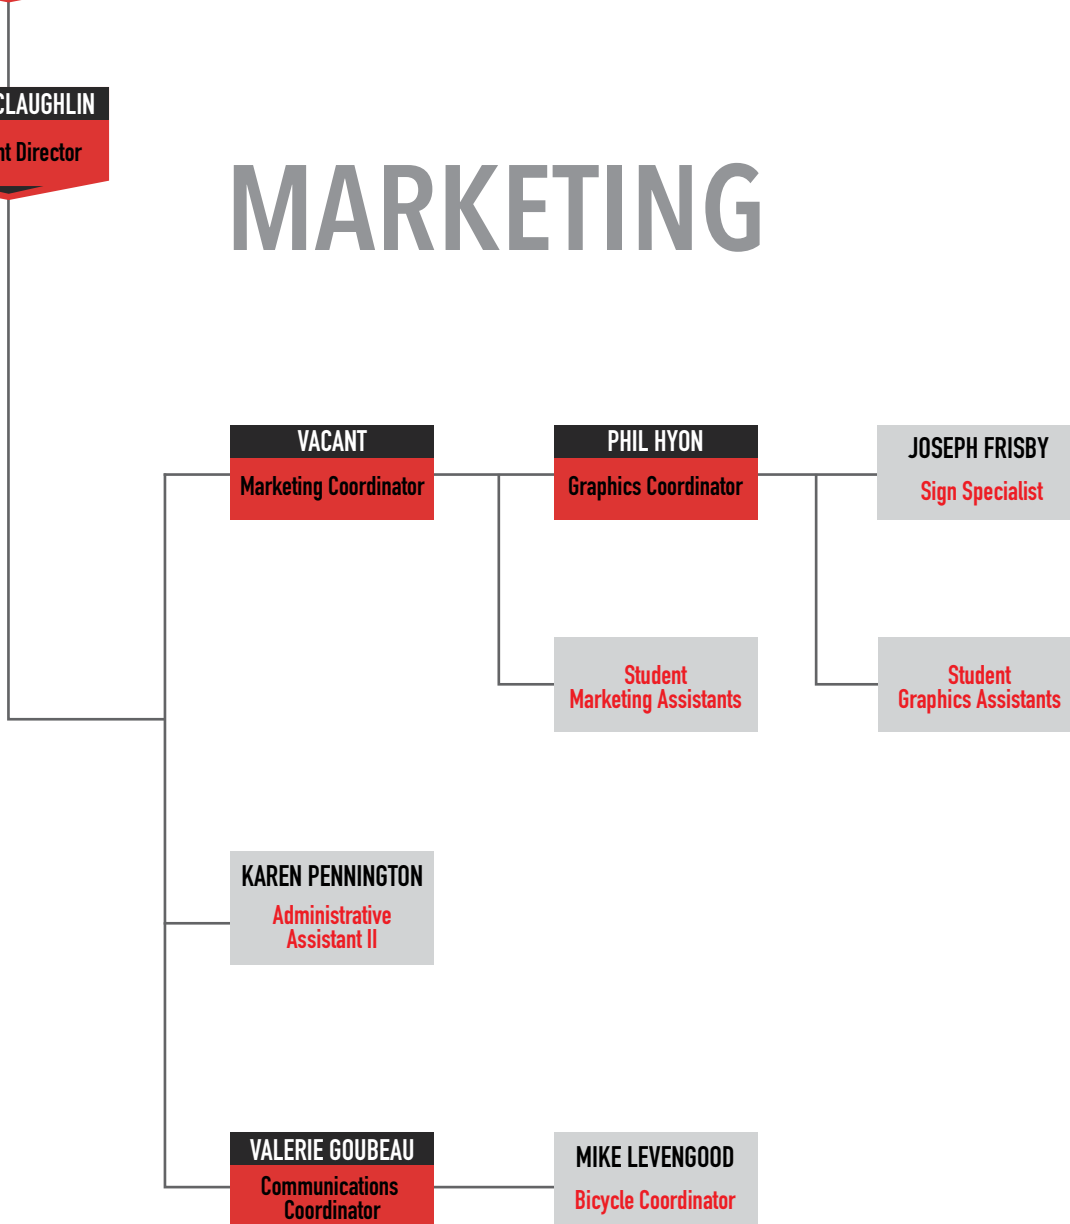 CLAUGHLIN
nt Director
MARKETING
VACANT
Marketing Coordinator
PHIL HYON
Graphics Coordinator
JOSEPH FRISBY
Sign Specialist
Student
Marketing Assistants
Student
Graphics Assistants
KAREN PENNINGTON
Administrative
Assistant II
VALERIE GOUBEAU
Communications
Coordinator
MIKE LEVENGOOD
Bicycle Coordinator